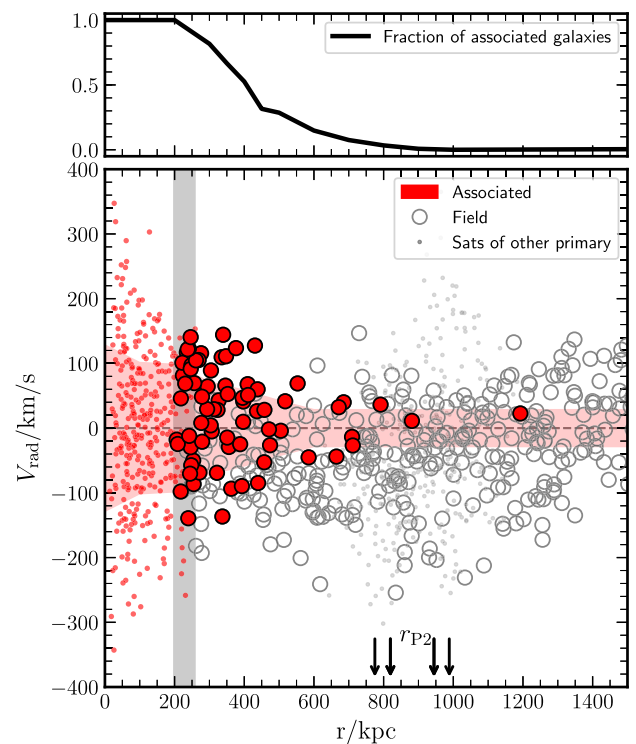 1.0
0.5
0.0
Fraction of associated galaxies
400
300
200
100
0
−100
−200
−300
−400
V_rad/km/s
Associated
Field
Sats of other primary
r_P2
0 200 400 600 800 1000 1200 1400
r/kpc